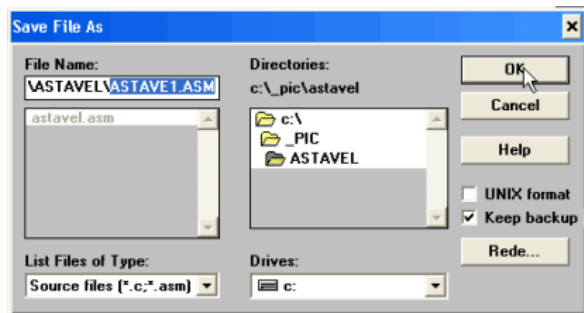 Save File As
File Name:
\ASTAVEL\ASTAVE1.ASM
astavel.asm
List Files of Type:
Source files (*.c;*.asm)
Directories:
c:\_pic\astavel
c:\
_PIC
ASTAVEL
Drives:
c:
OK
Cancel
Help
UNIX format
Keep backup
Rede...